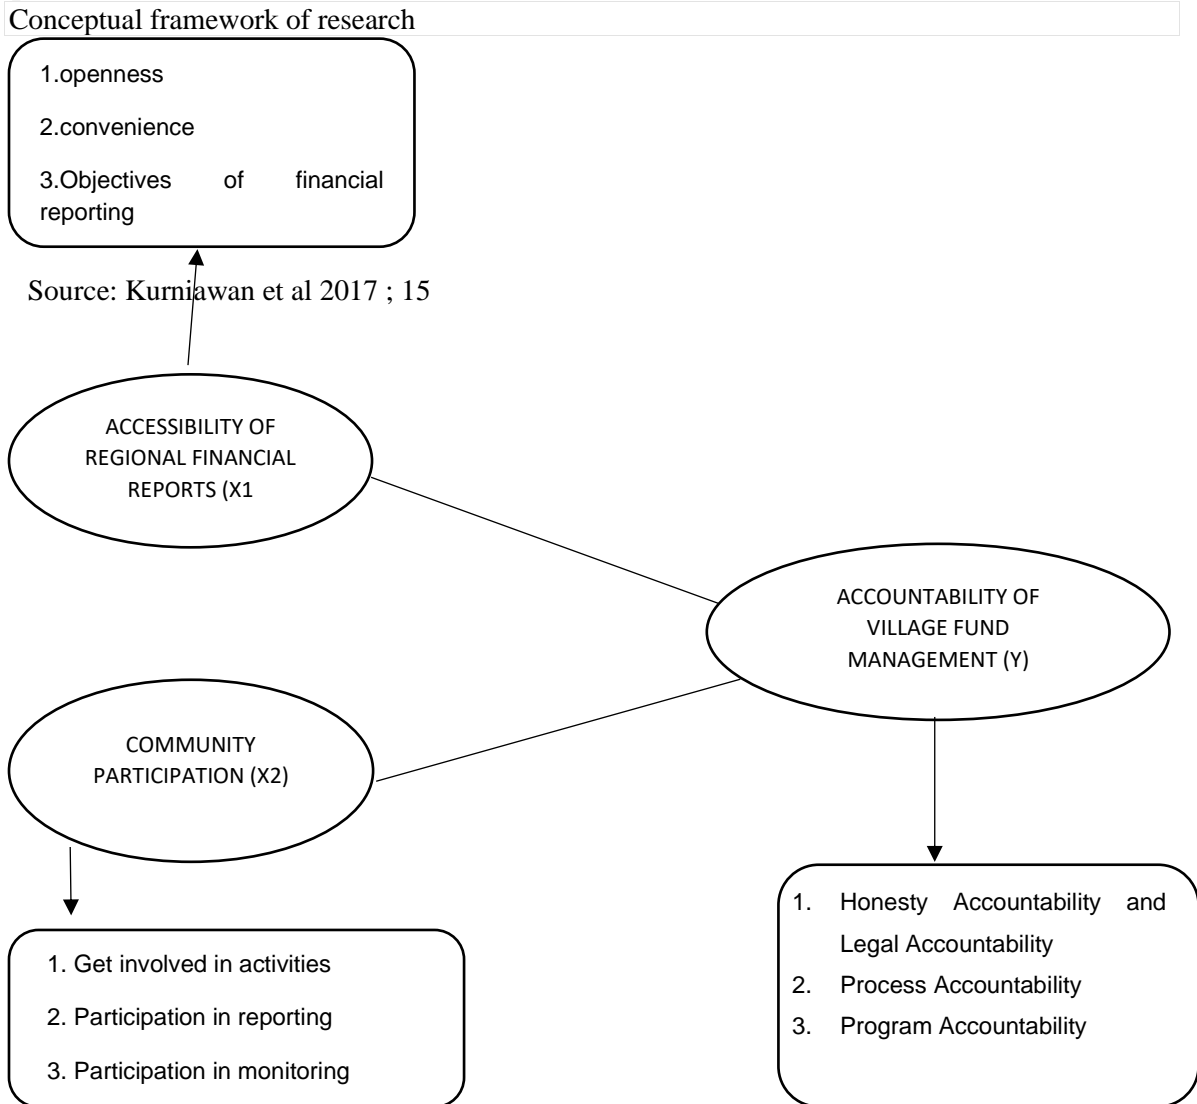 Conceptual framework of research
1.openness
2.convenience
3.Objectives of financial
reporting
Source: Kurniawan et al 2017 ; 15
ACCESSIBILITY OF
REGIONAL FINANCIAL
REPORTS (X1
ACCOUNTABILITY OF
VILLAGE FUND
MANAGEMENT (Y)
COMMUNITY
PARTICIPATION (X2)
1. Get involved in activities
2. Participation in reporting
3. Participation in monitoring
1. Honesty Accountability and
Legal Accountability
2. Process Accountability
3. Program Accountability